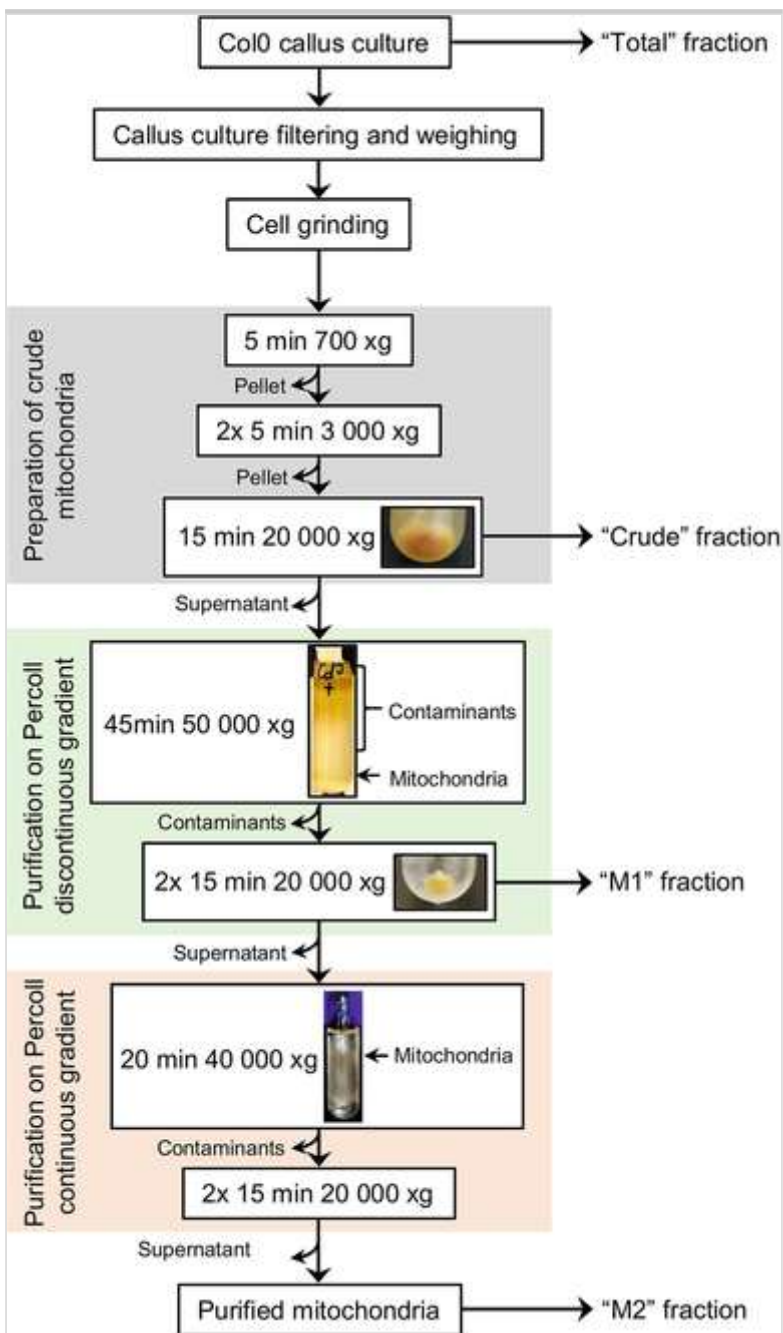 Col0 callus culture
"Total" fraction
Callus culture filtering and weighing
Cell grinding
Preparation of crude
mitochondria
5 min 700 xg
Pellet
2x 5 min 3 000 xg
Pellet
15 min 20 000 xg
"Crude" fraction
Supernatant
Purification on Percoll
discontinuous gradient
45min 50 000 xg
Contaminants
Mitochondria
Contaminants
2x 15 min 20 000 xg
"M1" fraction
Supernatant
Purification on Percoll
continuous gradient
20 min 40 000 xg
Mitochondria
Contaminants
2x 15 min 20 000 xg
Supernatant
Purified mitochondria
"M2" fraction